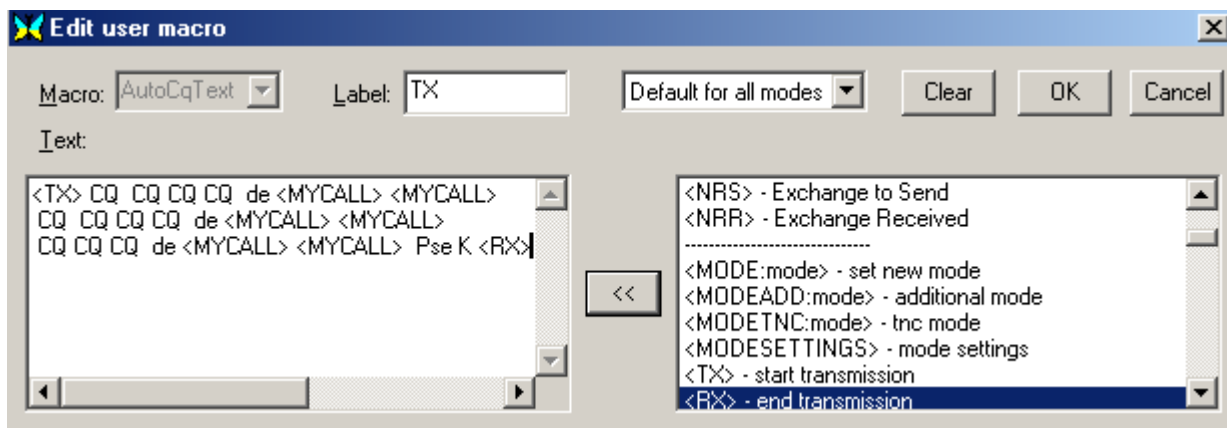 Edit user macro
Macro: AutoCqText Label: TX Default for all modes Clear OK Cancel
Text:
<TX> CQ  CQ CQ CQ  de <MYCALL> <MYCALL>
CQ  CQ CQ CQ  de <MYCALL> <MYCALL>
CQ CQ CQ  de <MYCALL> <MYCALL>  Pse K <RX>
<<
<NRS> - Exchange to Send
<NRR> - Exchange Received
-------------------------------
<MODE:mode> - set new mode
<MODEADD:mode> - additional mode
<MODETNC:mode> - tnc mode
<MODESETTINGS> - mode settings
<TX> - start transmission
<RX> - end transmission